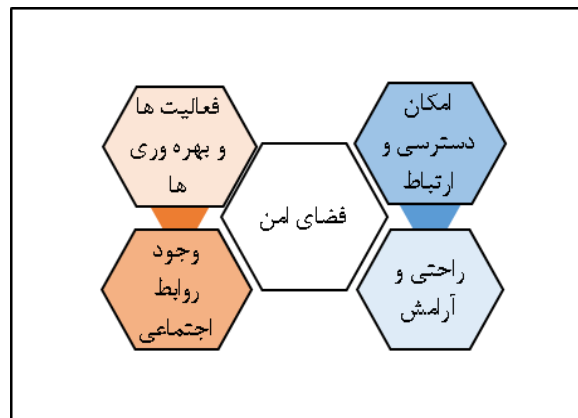 امکان
دسترسی و
ارتباط
فعالیت ها
و بهره وری
ها
فضای امن
راحتی و
آرامش
وجود
روابط
اجتماعی